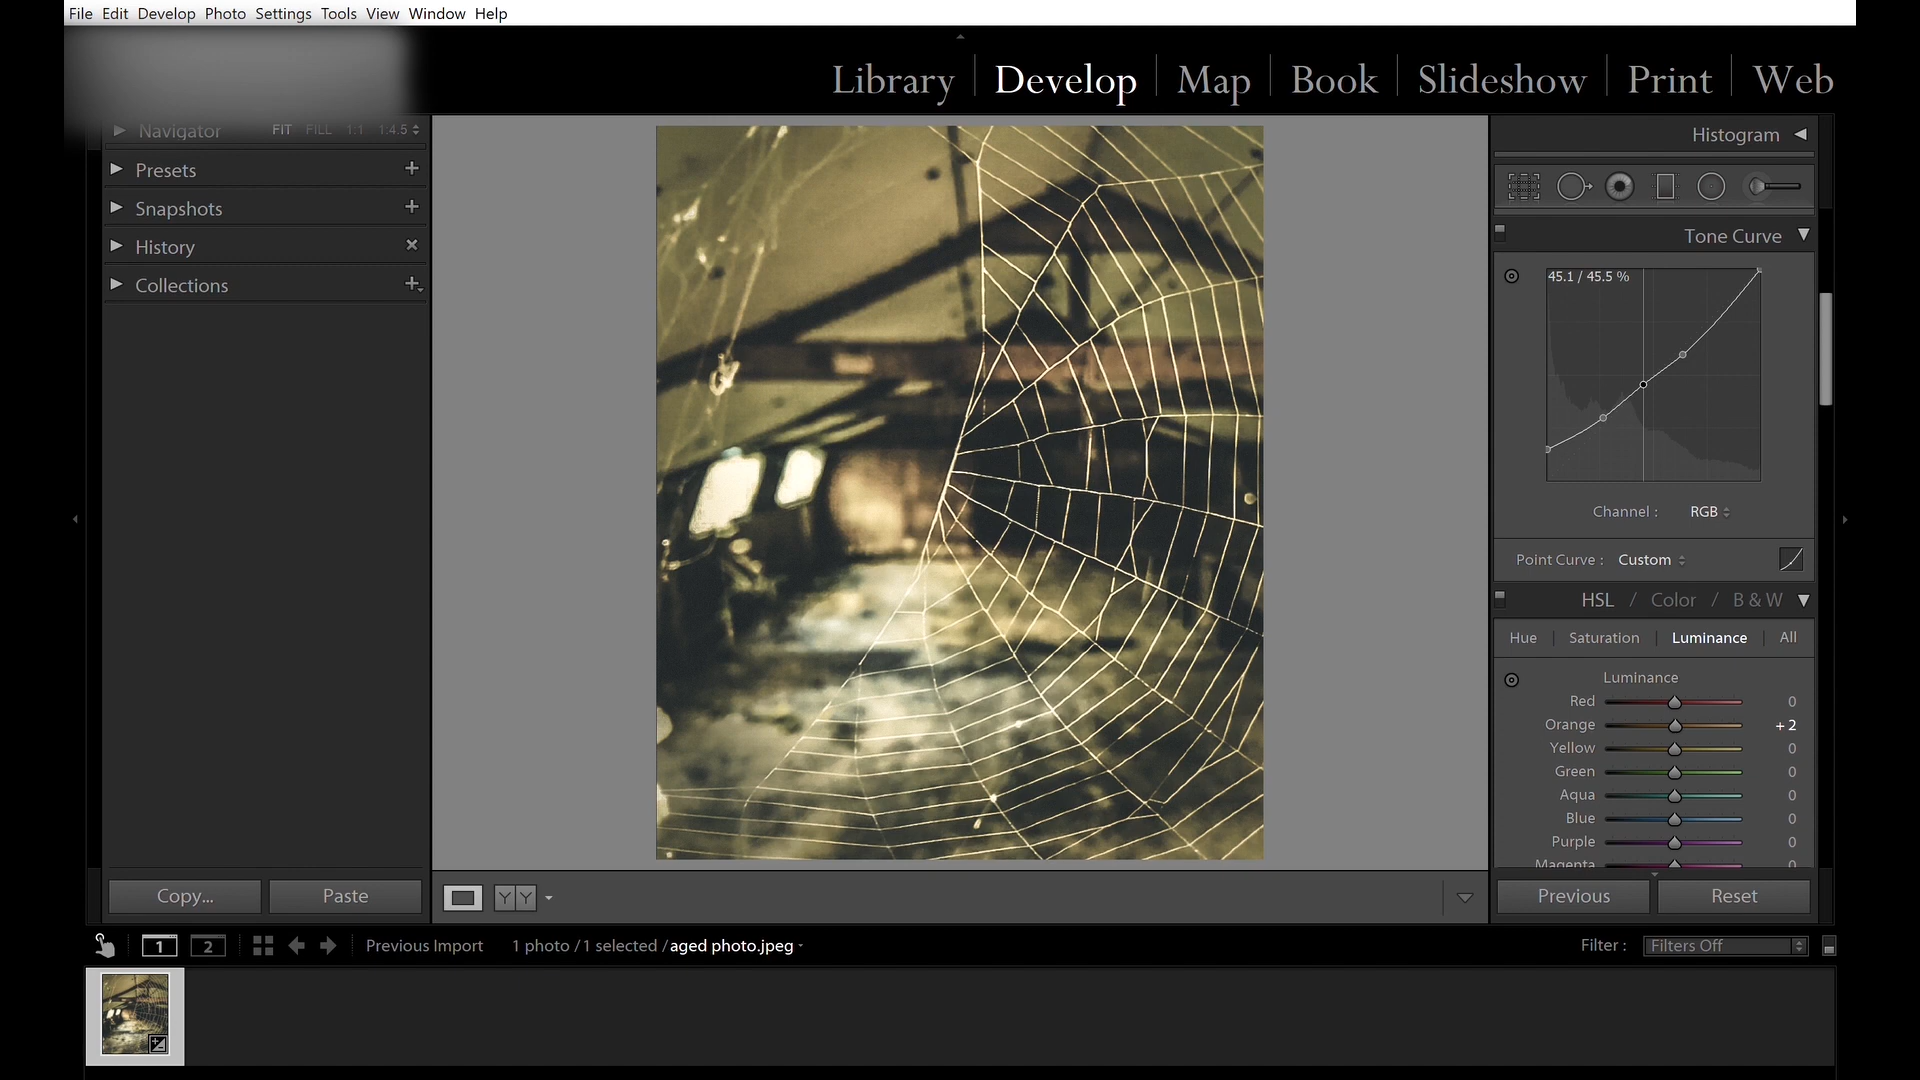 File Edit Develop Photo Settings Tools View Window Help
Library Develop Map Book Slideshow Print Web
Navigator FIT FILL 1:1 1:4.5
Presets
Snapshots
History
Collections
Copy... Paste
Histogram
Tone Curve
45.1 / 45.5 %
Channel : RGB
Point Curve : Custom
HSL / Color / B & W
Hue Saturation Luminance All
Luminance
Red 0
Orange + 2
Yellow 0
Green 0
Aqua 0
Blue 0
Purple 0
Magenta 0
Previous Reset
Y Y
1 2 Previous Import 1 photo / 1 selected / aged photo.jpeg
Filter : Filters Off